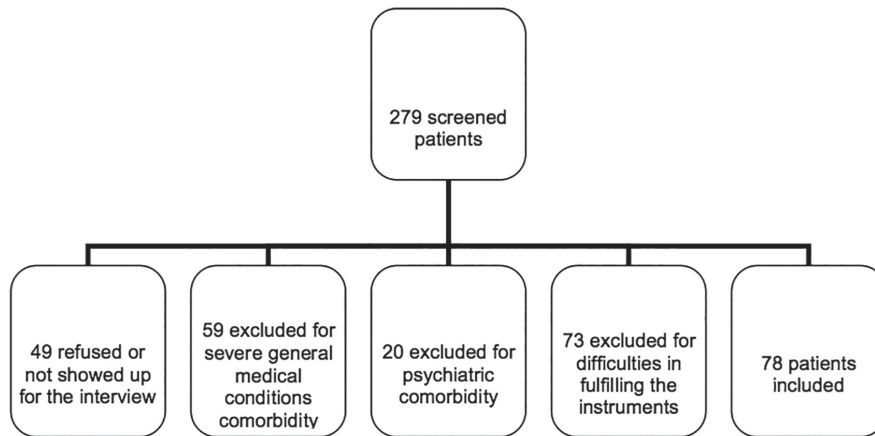 279 screened
patients
49 refused or
not showed up
for the interview
59 excluded for
severe general
medical
conditions
comorbidity
20 excluded for
psychiatric
comorbidity
73 excluded for
difficulties in
fulfilling the
instruments
78 patients
included